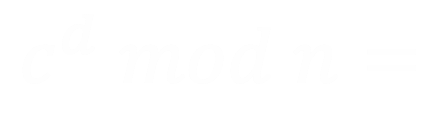 c^d mod n =